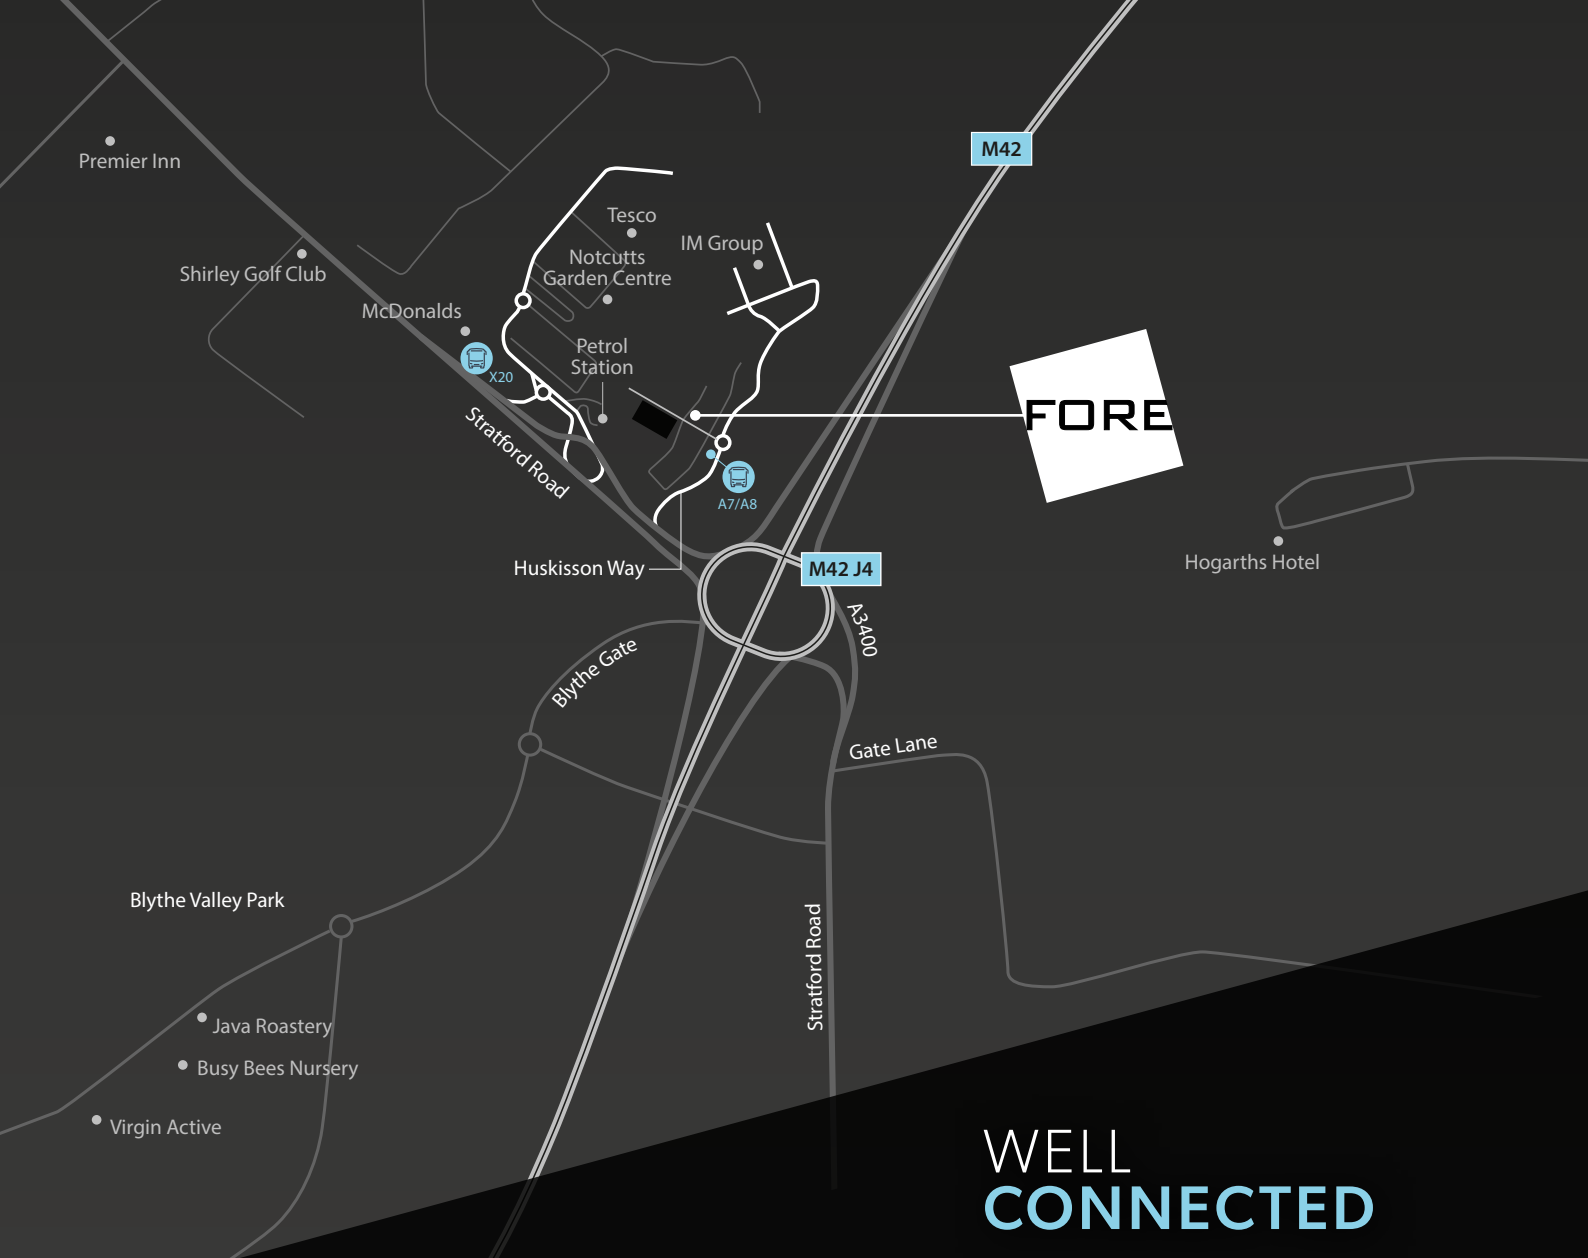 M42
Premier Inn
Tesco
IM Group
Notcutts
Garden Centre
Shirley Golf Club
McDonalds
Petrol
Station
X20
FORE
Stratford Road
A7/A8
Huskisson Way
M42 J4
Hogarths Hotel
A3400
Blythe Gate
Gate Lane
Blythe Valley Park
Stratford Road
Java Roastery
Busy Bees Nursery
Virgin Active
WELL
CONNECTED